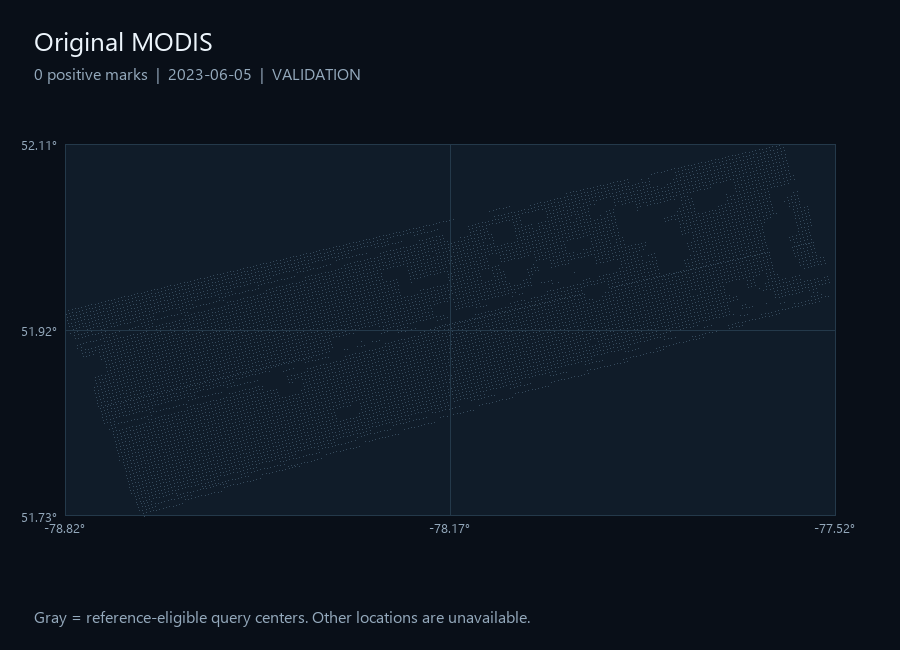 Original MODIS
0 positive marks | 2023-06-05 | VALIDATION
52.11°
51.92°
51.73°
-78.82°
-78.17°
-77.52°
Gray = reference-eligible query centers. Other locations are unavailable.